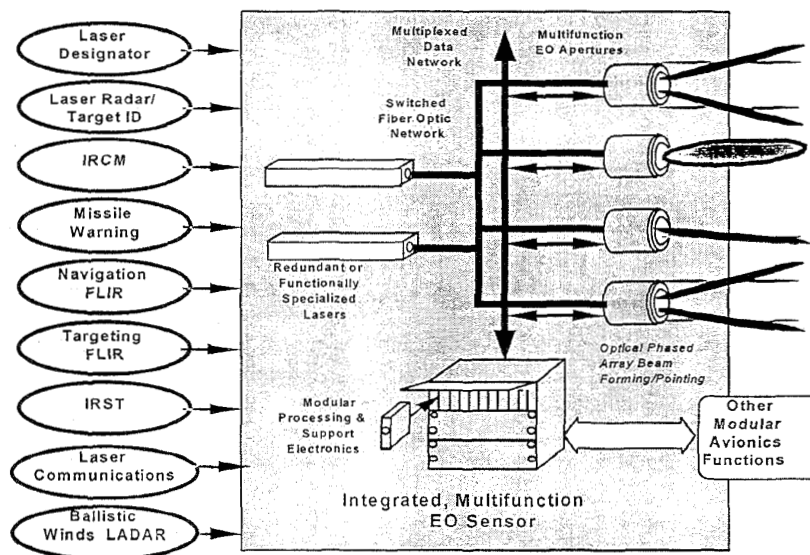 Laser
Designator
Laser Radar/
Target ID
IRCM
Missile
Warning
Navigation
FLIR
Targeting
FLIR
IRST
Laser
Communications
Ballistic
Winds LADAR
Multiplexed
Data
Network
Multifunction
EO Apertures
Switched
Fiber Optic
Network
Redundant or
Functionally
Specialized
Lasers
Optical Phased
Array Beam
Forming/Pointing
Modular
Processing &
Support
Electronics
Other
Modular
Avionics
Functions
Integrated, Multifunction
EO Sensor